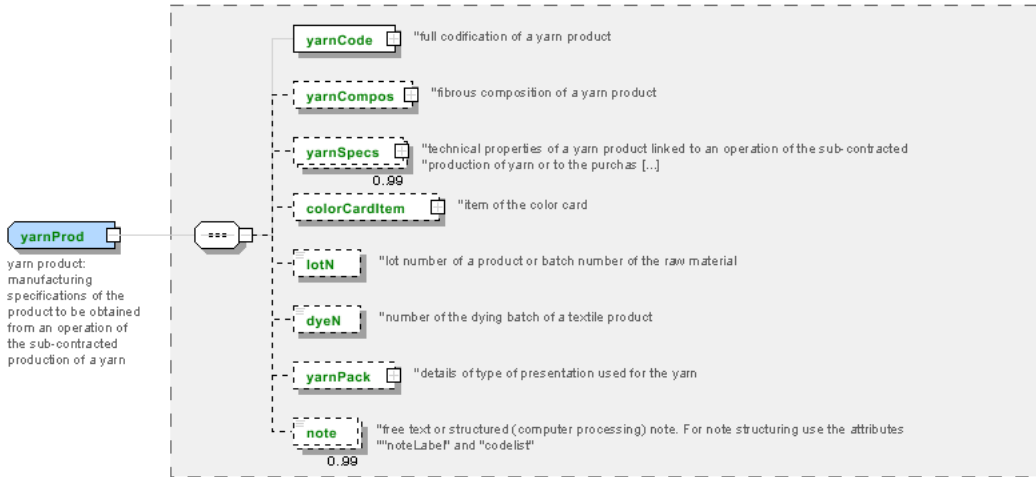 yarnCode
"full codification of a yarn product
yarnCompos
"fibrous composition of a yarn product
yarnSpecs
"technical properties of a yarn product linked to an operation of the sub-contracted
"production of yarn or to the purchas [...]
0..99
colorCardItem
"item of the color card
yarnProd
yarn product:
manufacturing
specifications of the
product to be obtained
from an operation of
the sub-contracted
production of a yarn
lotN
"lot number of a product or batch number of the raw material
dyeN
"number of the dying batch of a textile product
yarnPack
"details of type of presentation used for the yarn
note
"free text or structured (computer processing) note. For note structuring use the attributes
""noteLabel" and "codelist"
0..99